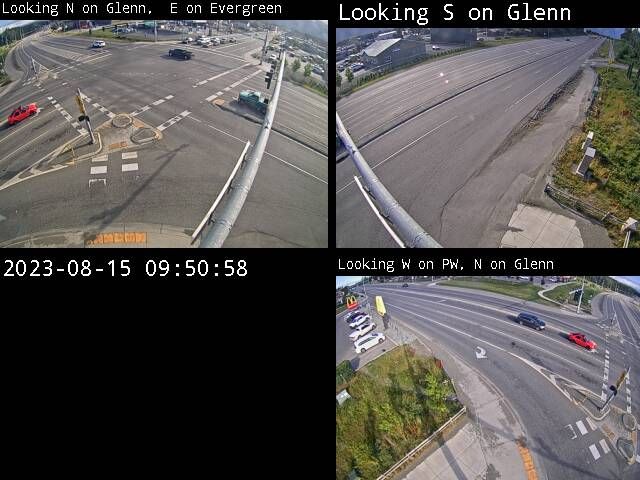 Looking N on Glenn,  E on Evergreen
Looking S on Glenn
2023-08-15 09:50:58
Looking W on PW, N on Glenn